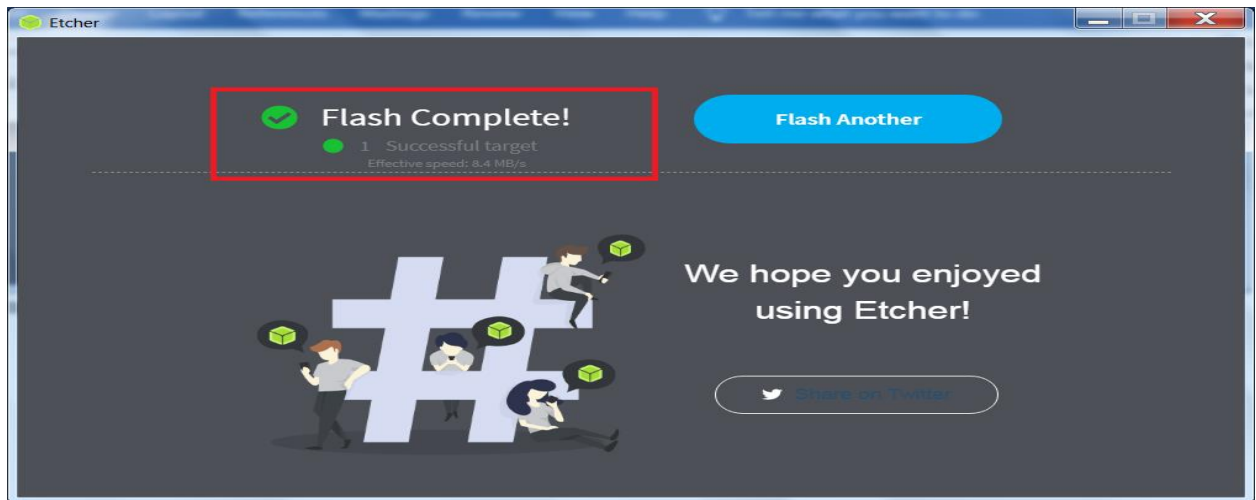 Etcher
Flash Complete!
1 Successful target
Effective speed: 8.4 MB/s
Flash Another
We hope you enjoyed
using Etcher!
Share on Twitter